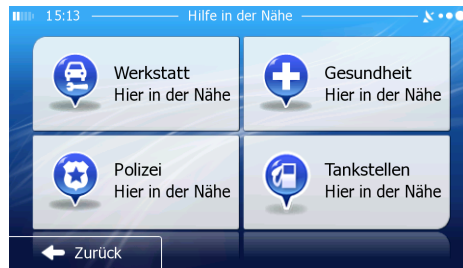 15:13 Hilfe in der Nähe
Werkstatt
Hier in der Nähe
Gesundheit
Hier in der Nähe
Polizei
Hier in der Nähe
Tankstellen
Hier in der Nähe
Zurück